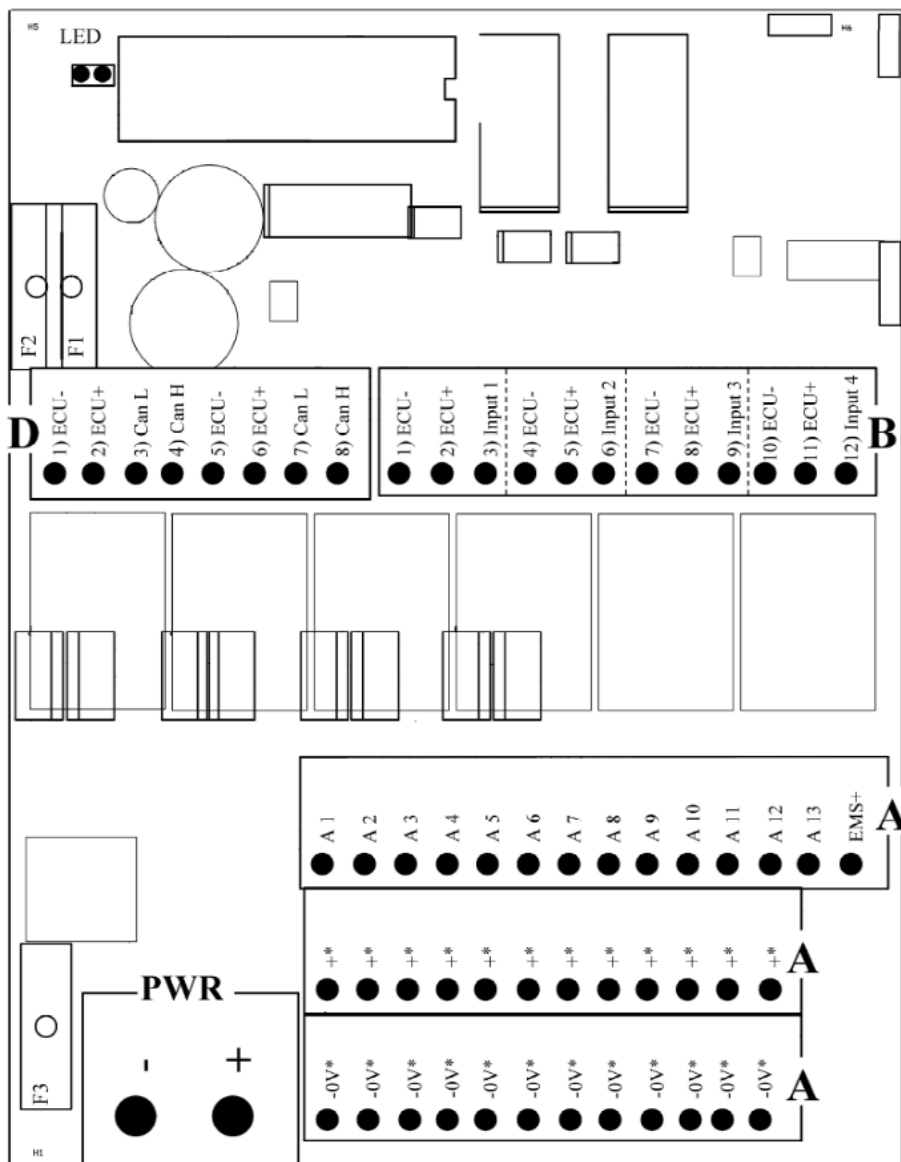 H5
H6
LED
F2
F1
D
1) ECU-
2) ECU+
3) Can L
4) Can H
5) ECU-
6) ECU+
7) Can L
8) Can H
1) ECU-
2) ECU+
3) Input 1
4) ECU-
5) ECU+
6) Input 2
7) ECU-
8) ECU+
9) Input 3
10) ECU-
11) ECU+
12) Input 4
B
A 1
A 2
A 3
A 4
A 5
A 6
A 7
A 8
A 9
A 10
A 11
A 12
A 13
EMS+
A
+*
+*
+*
+*
+*
+*
+*
+*
+*
+*
+*
+*
A
PWR
-
+
F3
-0V*
-0V*
-0V*
-0V*
-0V*
-0V*
-0V*
-0V*
-0V*
-0V*
-0V*
-0V*
A
H1